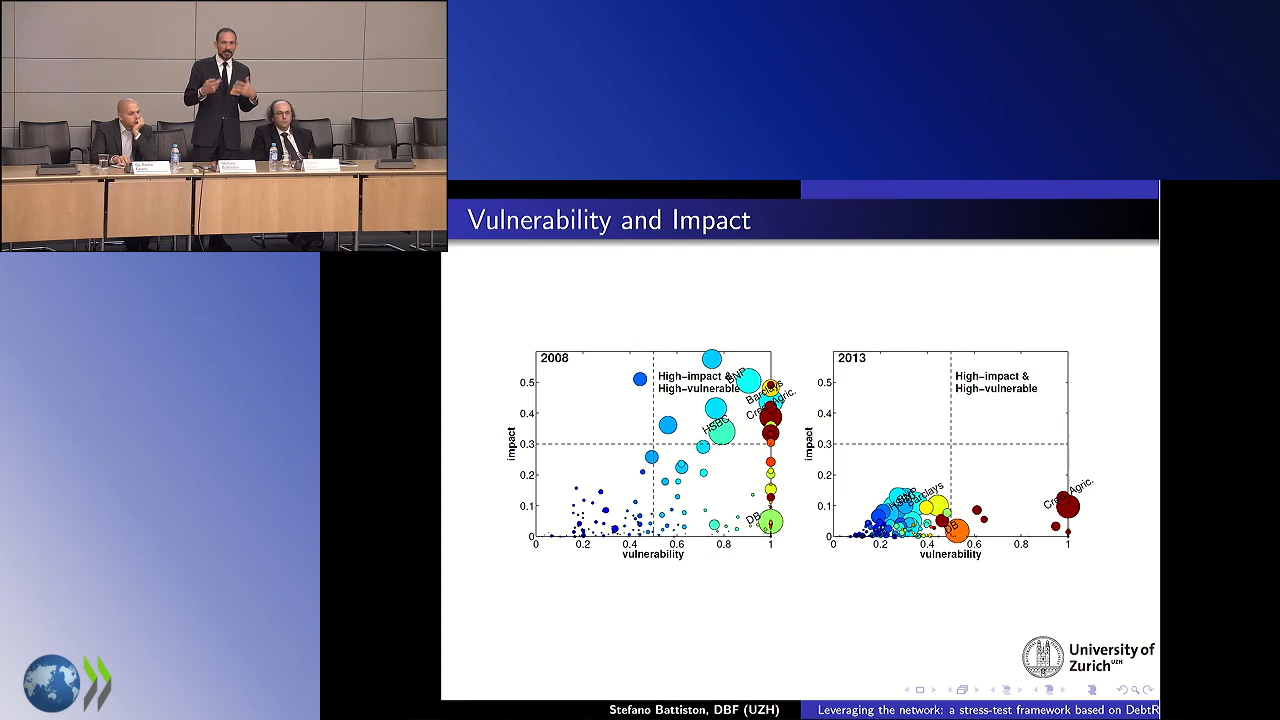 Stefano
Battiston
Vulnerability and Impact
2008
High-impact &
High-vulnerable
BNP
Barclays
Cred. Agric.
HSBC
DB
impact
0.5
0.4
0.3
0.2
0.1
0
0 0.2 0.4 0.6 0.8 1
vulnerability
2013
High-impact &
High-vulnerable
BNP
Barclays
Cred. Agric.
DB
impact
0.5
0.4
0.3
0.2
0.1
0
0 0.2 0.4 0.6 0.8 1
vulnerability
University of
Zurich UZH
Stefano Battiston, DBF (UZH)
Leveraging the network: a stress-test framework based on DebtR